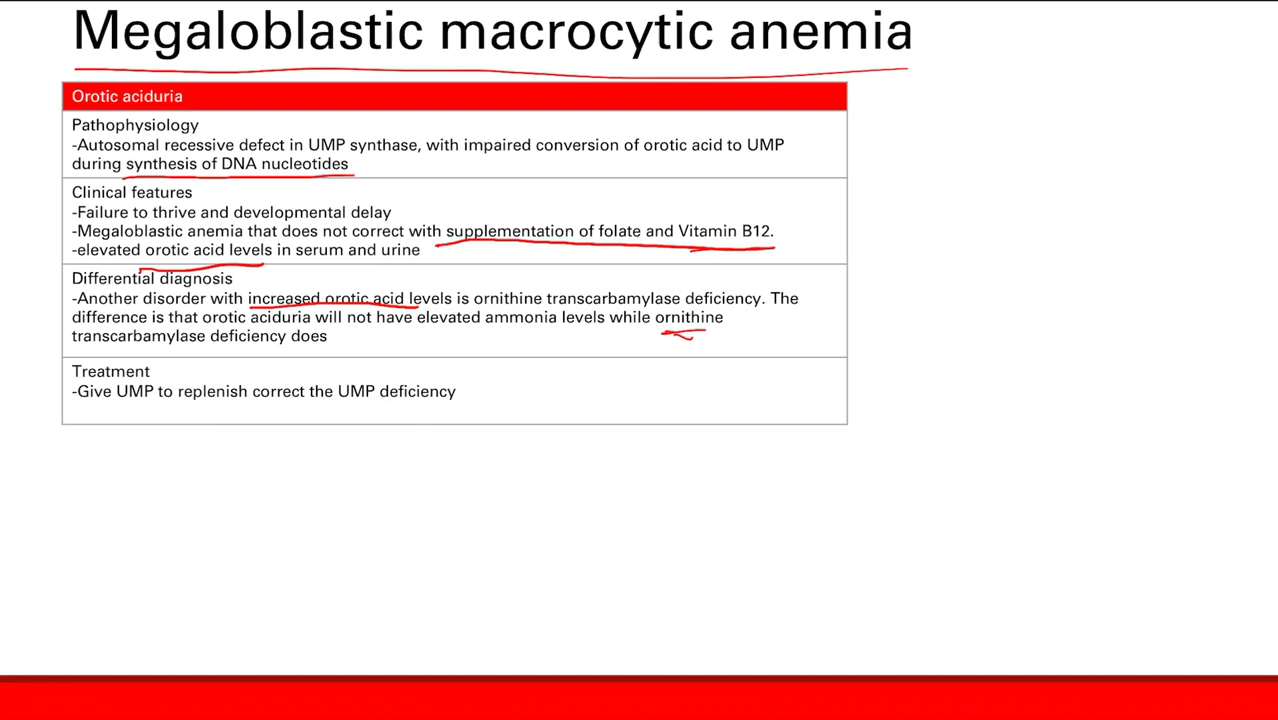 Megaloblastic macrocytic anemia
Orotic aciduria
Pathophysiology
-Autosomal recessive defect in UMP synthase, with impaired conversion of orotic acid to UMP
during synthesis of DNA nucleotides
Clinical features
-Failure to thrive and developmental delay
-Megaloblastic anemia that does not correct with supplementation of folate and Vitamin B12.
-elevated orotic acid levels in serum and urine
Differential diagnosis
-Another disorder with increased orotic acid levels is ornithine transcarbamylase deficiency. The
difference is that orotic aciduria will not have elevated ammonia levels while ornithine
transcarbamylase deficiency does
Treatment
-Give UMP to replenish correct the UMP deficiency